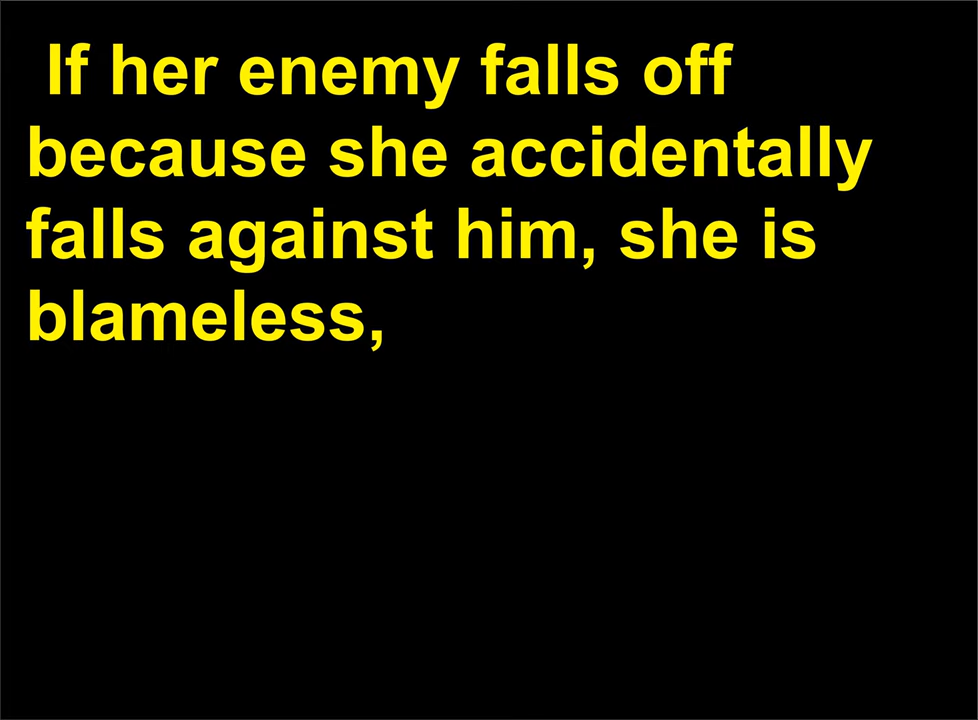 If her enemy falls off
because she accidentally
falls against him, she is
blameless,